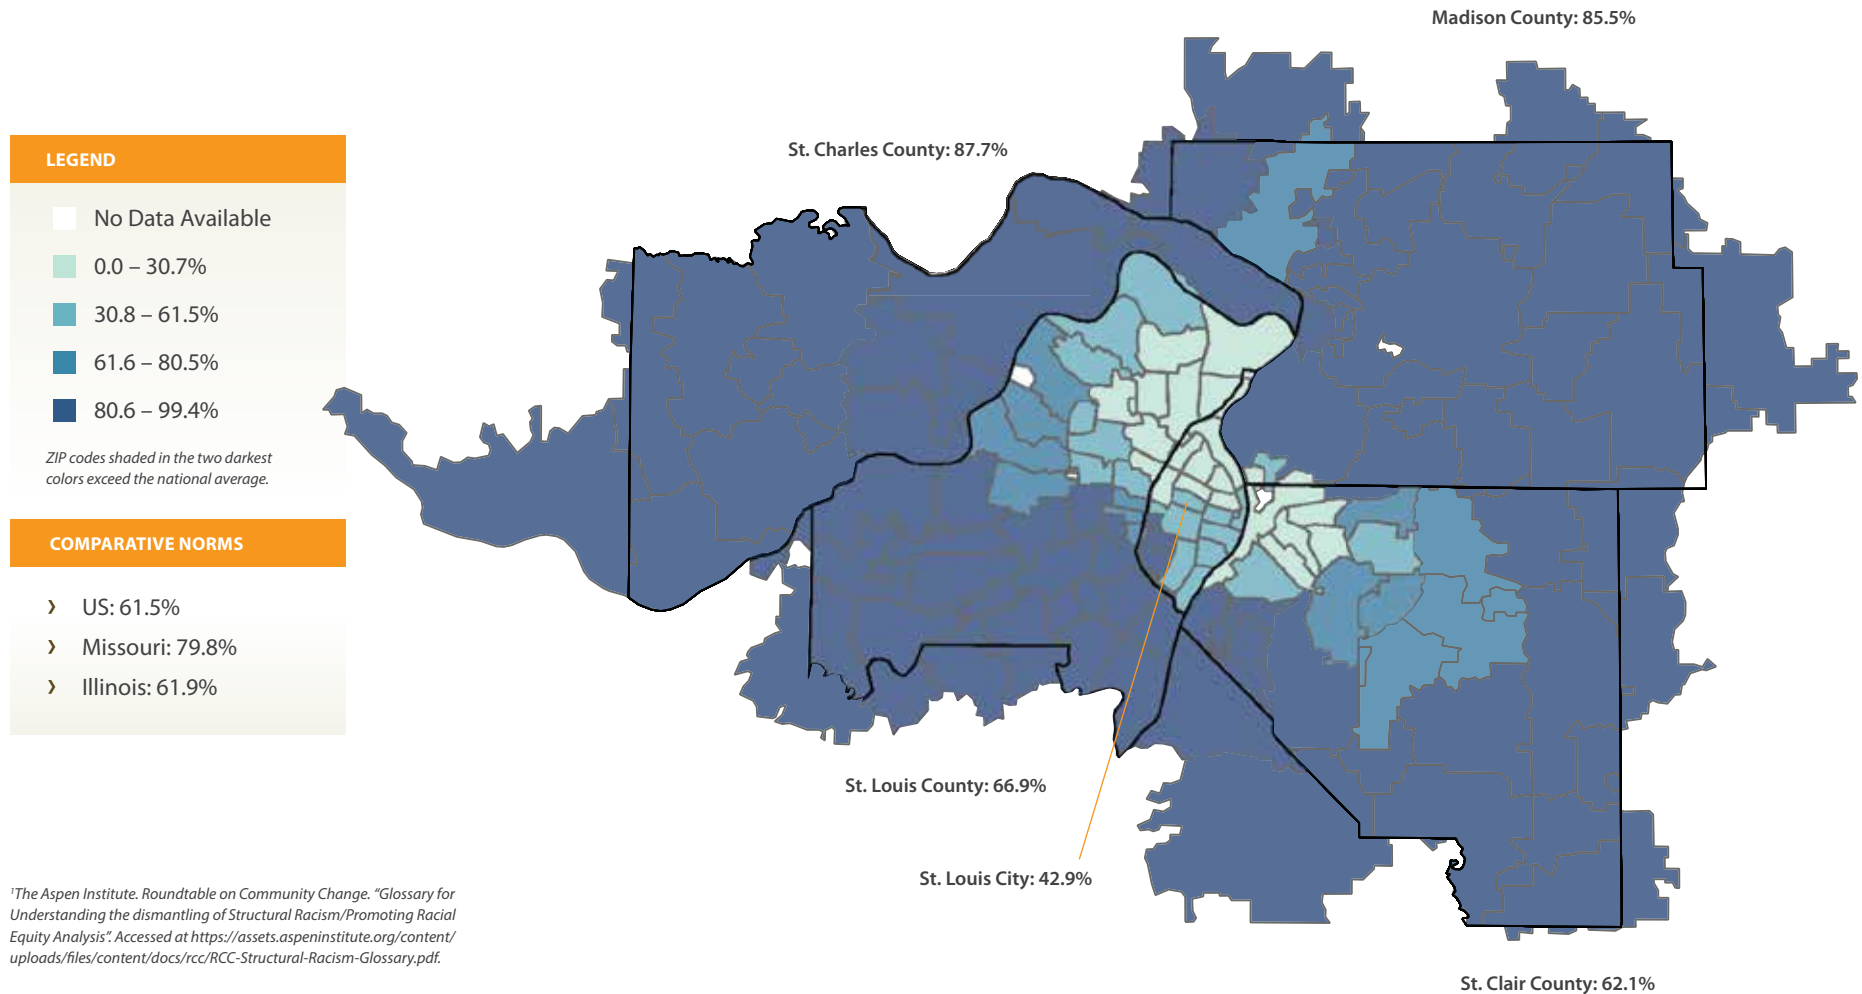 Madison County: 85.5%
St. Charles County: 87.7%
LEGEND
No Data Available
0.0 – 30.7%
30.8 – 61.5%
61.6 – 80.5%
80.6 – 99.4%
ZIP codes shaded in the two darkest
colors exceed the national average.
COMPARATIVE NORMS
› US: 61.5%
› Missouri: 79.8%
› Illinois: 61.9%
St. Louis County: 66.9%
St. Louis City: 42.9%
¹The Aspen Institute. Roundtable on Community Change. “Glossary for
Understanding the dismantling of Structural Racism/Promoting Racial
Equity Analysis”. Accessed at https://assets.aspeninstitute.org/content/
uploads/files/content/docs/rcc/RCC-Structural-Racism-Glossary.pdf.
St. Clair County: 62.1%